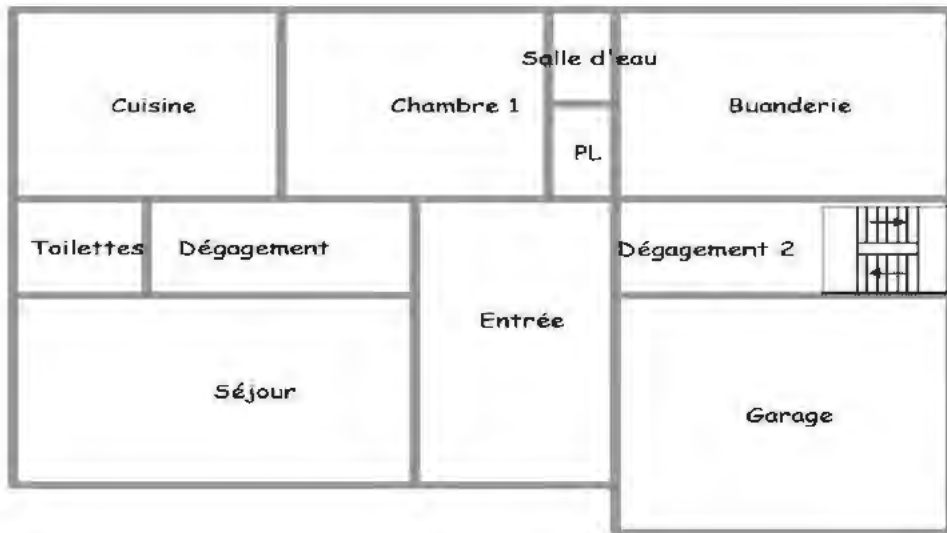 Salle d'eau
Cuisine
Chambre 1
Buanderie
PL
Toilettes
Dégagement
Dégagement 2
Entrée
Séjour
Garage